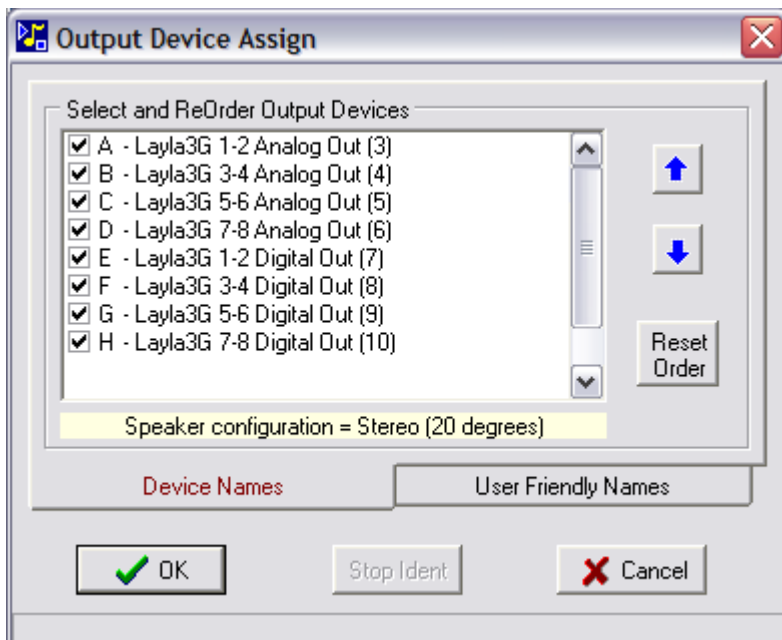 Output Device Assign
Select and ReOrder Output Devices
A - Layla3G 1-2 Analog Out (3)
B - Layla3G 3-4 Analog Out (4)
C - Layla3G 5-6 Analog Out (5)
D - Layla3G 7-8 Analog Out (6)
E - Layla3G 1-2 Digital Out (7)
F - Layla3G 3-4 Digital Out (8)
G - Layla3G 5-6 Digital Out (9)
H - Layla3G 7-8 Digital Out (10)
Reset
Order
Speaker configuration = Stereo (20 degrees)
Device Names
User Friendly Names
OK
Stop Ident
Cancel